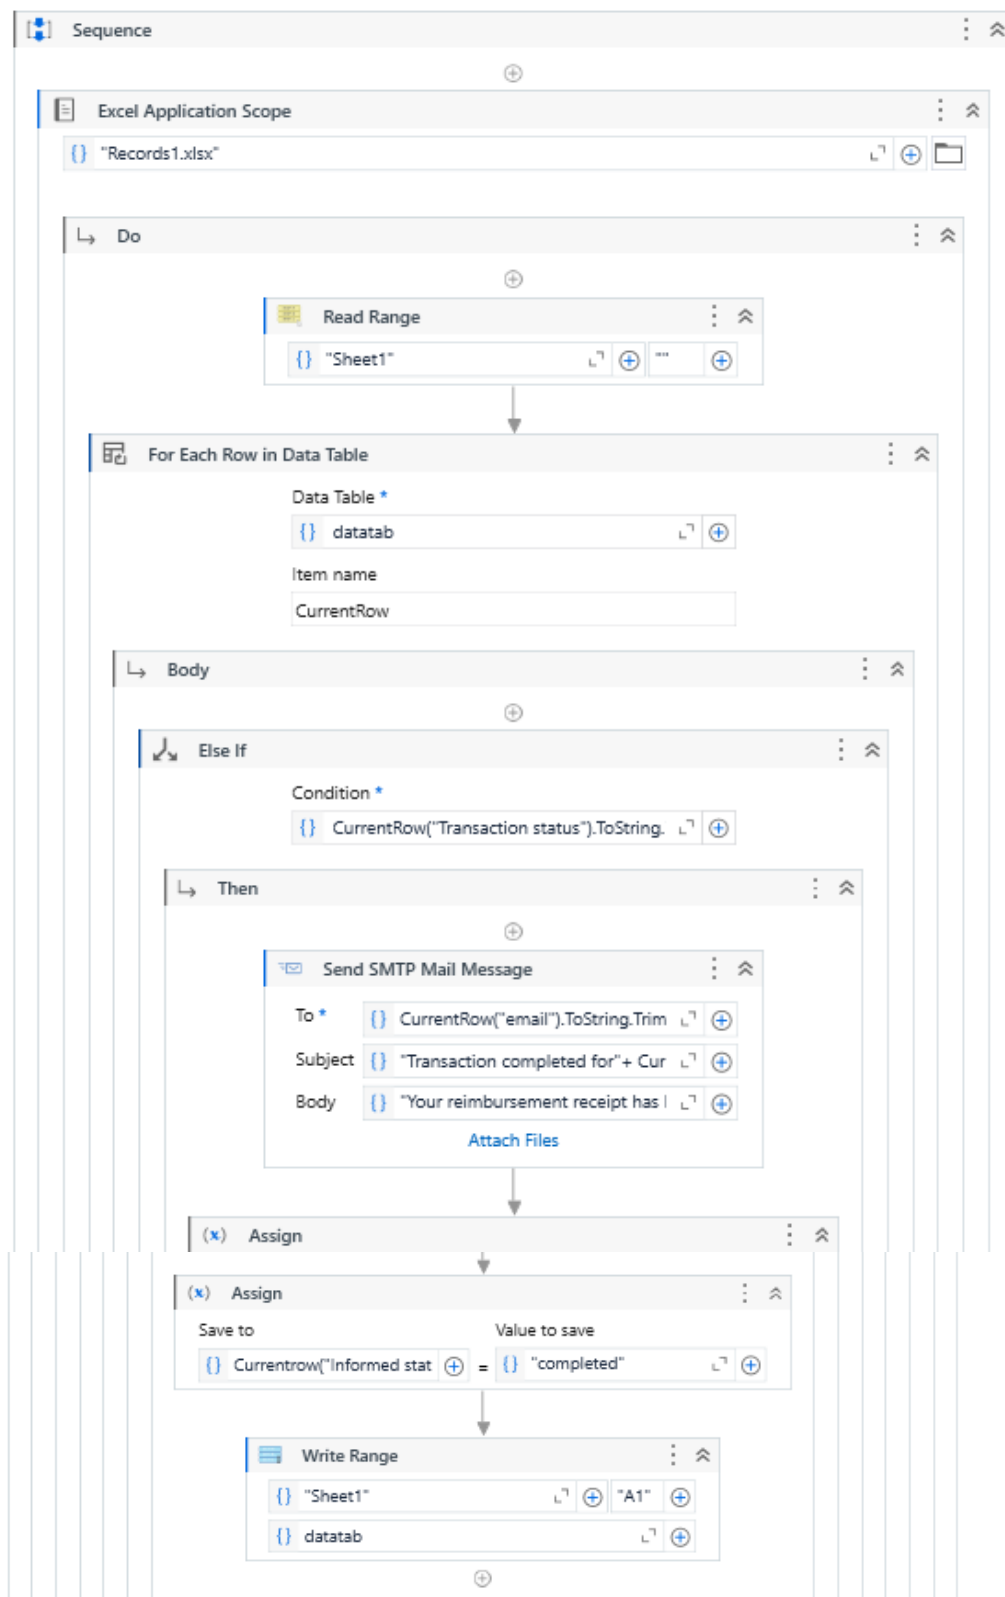 Sequence
Excel Application Scope
{} "Records1.xlsx"
Do
Read Range
{} "Sheet1" ""
For Each Row in Data Table
Data Table *
{} datatab
Item name
CurrentRow
Body
Else If
Condition *
{} CurrentRow("Transaction status").ToString.
Then
Send SMTP Mail Message
To * {} CurrentRow("email").ToString.Trim
Subject {} "Transaction completed for"+ Cur
Body {} "Your reimbursement receipt has
Attach Files
(x) Assign
(x) Assign
Save to Value to save
{} Currentrow("Informed stat = {} "completed"
Write Range
{} "Sheet1" "A1"
{} datatab